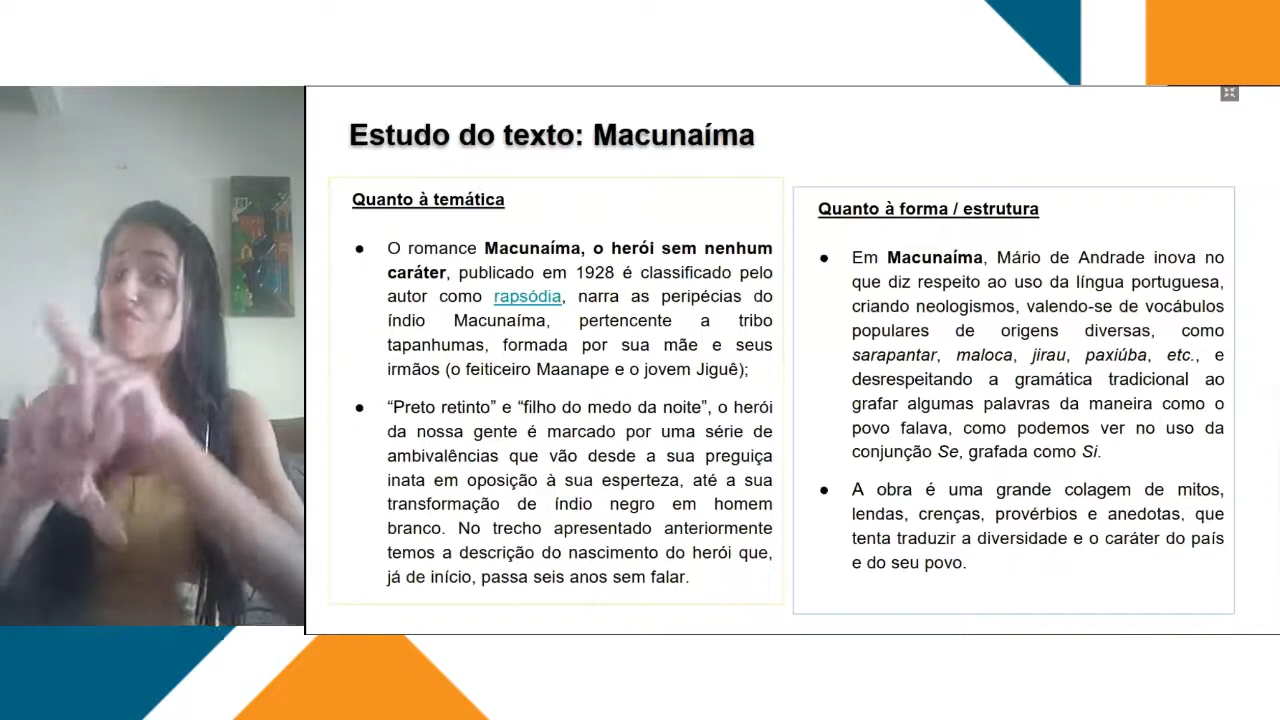 Estudo do texto: Macunaíma
Quanto à temática
● O romance Macunaíma, o herói sem nenhum
caráter, publicado em 1928 é classificado pelo
autor como rapsódia, narra as peripécias do
índio Macunaíma, pertencente a tribo
tapanhumas, formada por sua mãe e seus
irmãos (o feiticeiro Maanape e o jovem Jiguê);
● “Preto retinto” e “filho do medo da noite”, o herói
da nossa gente é marcado por uma série de
ambivalências que vão desde a sua preguiça
inata em oposição à sua esperteza, até a sua
transformação de índio negro em homem
branco. No trecho apresentado anteriormente
temos a descrição do nascimento do herói que,
já de início, passa seis anos sem falar.
Quanto à forma / estrutura
● Em Macunaíma, Mário de Andrade inova no
que diz respeito ao uso da língua portuguesa,
criando neologismos, valendo-se de vocábulos
populares de origens diversas, como
sarapantar, maloca, jirau, paxiúba, etc., e
desrespeitando a gramática tradicional ao
grafar algumas palavras da maneira como o
povo falava, como podemos ver no uso da
conjunção Se, grafada como Si.
● A obra é uma grande colagem de mitos,
lendas, crenças, provérbios e anedotas, que
tenta traduzir a diversidade e o caráter do país
e do seu povo.